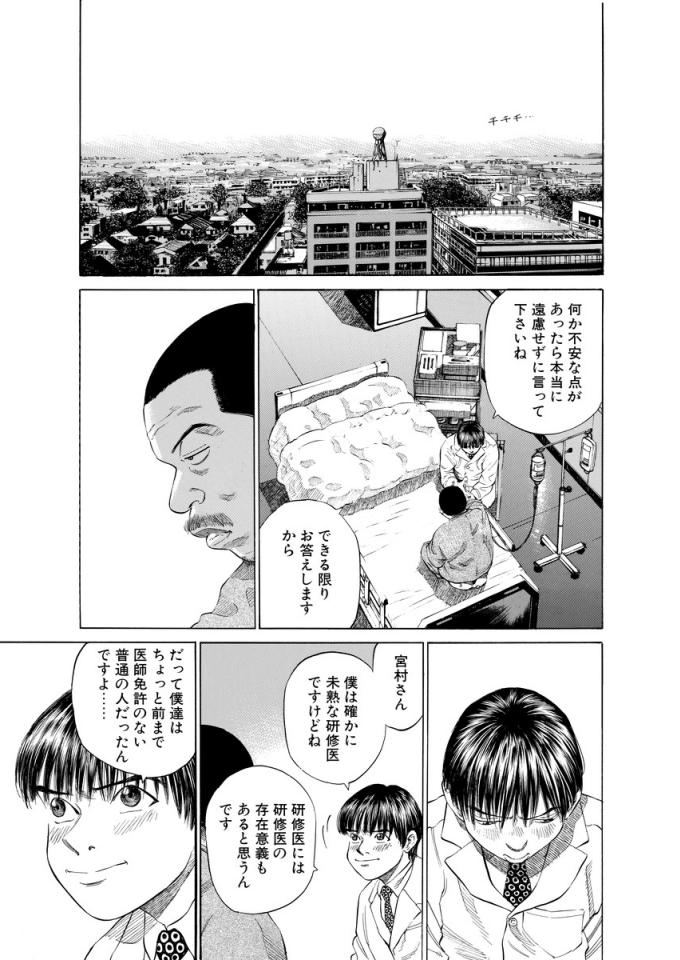 チチチ…
何か不安な点が
あったら本当に
遠慮せずに言って
下さいね
できる限り
お答えします
から
宮村さん
僕は確かに
未熟な研修医
ですけどね
研修医には
研修医の
存在意義も
あると思うん
です
だって僕達は
ちょっと前まで
医師免許のない
普通の人だったん
ですよ……